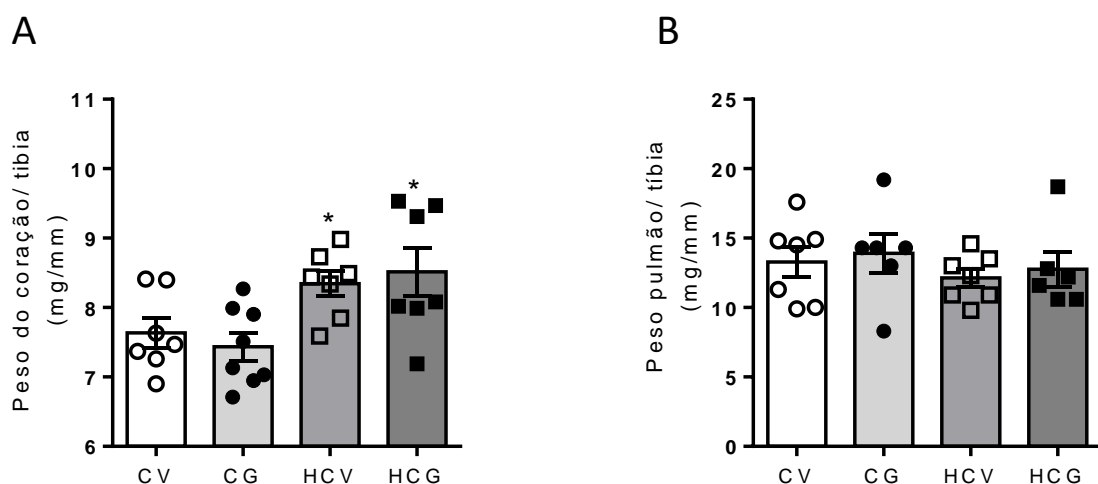 A
B
Peso do coração/ tibia
(mg/mm)
11
10
9
8
7
6
*
*
CV
CG
HCV
HCG
Peso pulmão/ tíbia
(mg/mm)
25
20
15
10
5
0
CV
CG
HCV
HCG